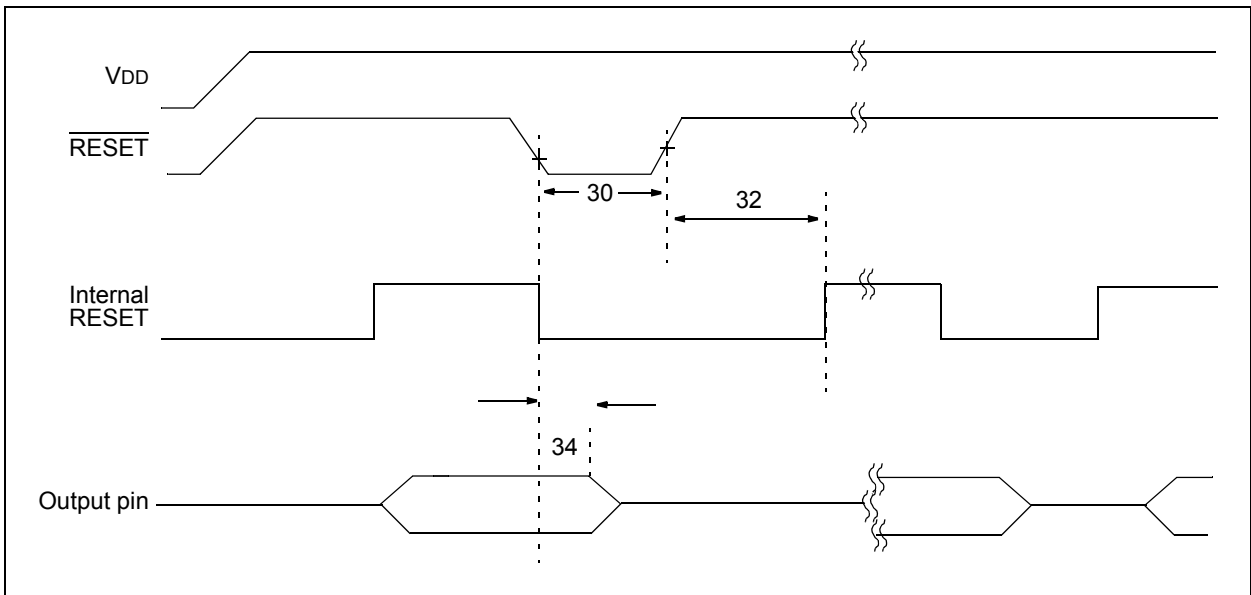 VDD
RESET
30
32
Internal
RESET
34
Output pin